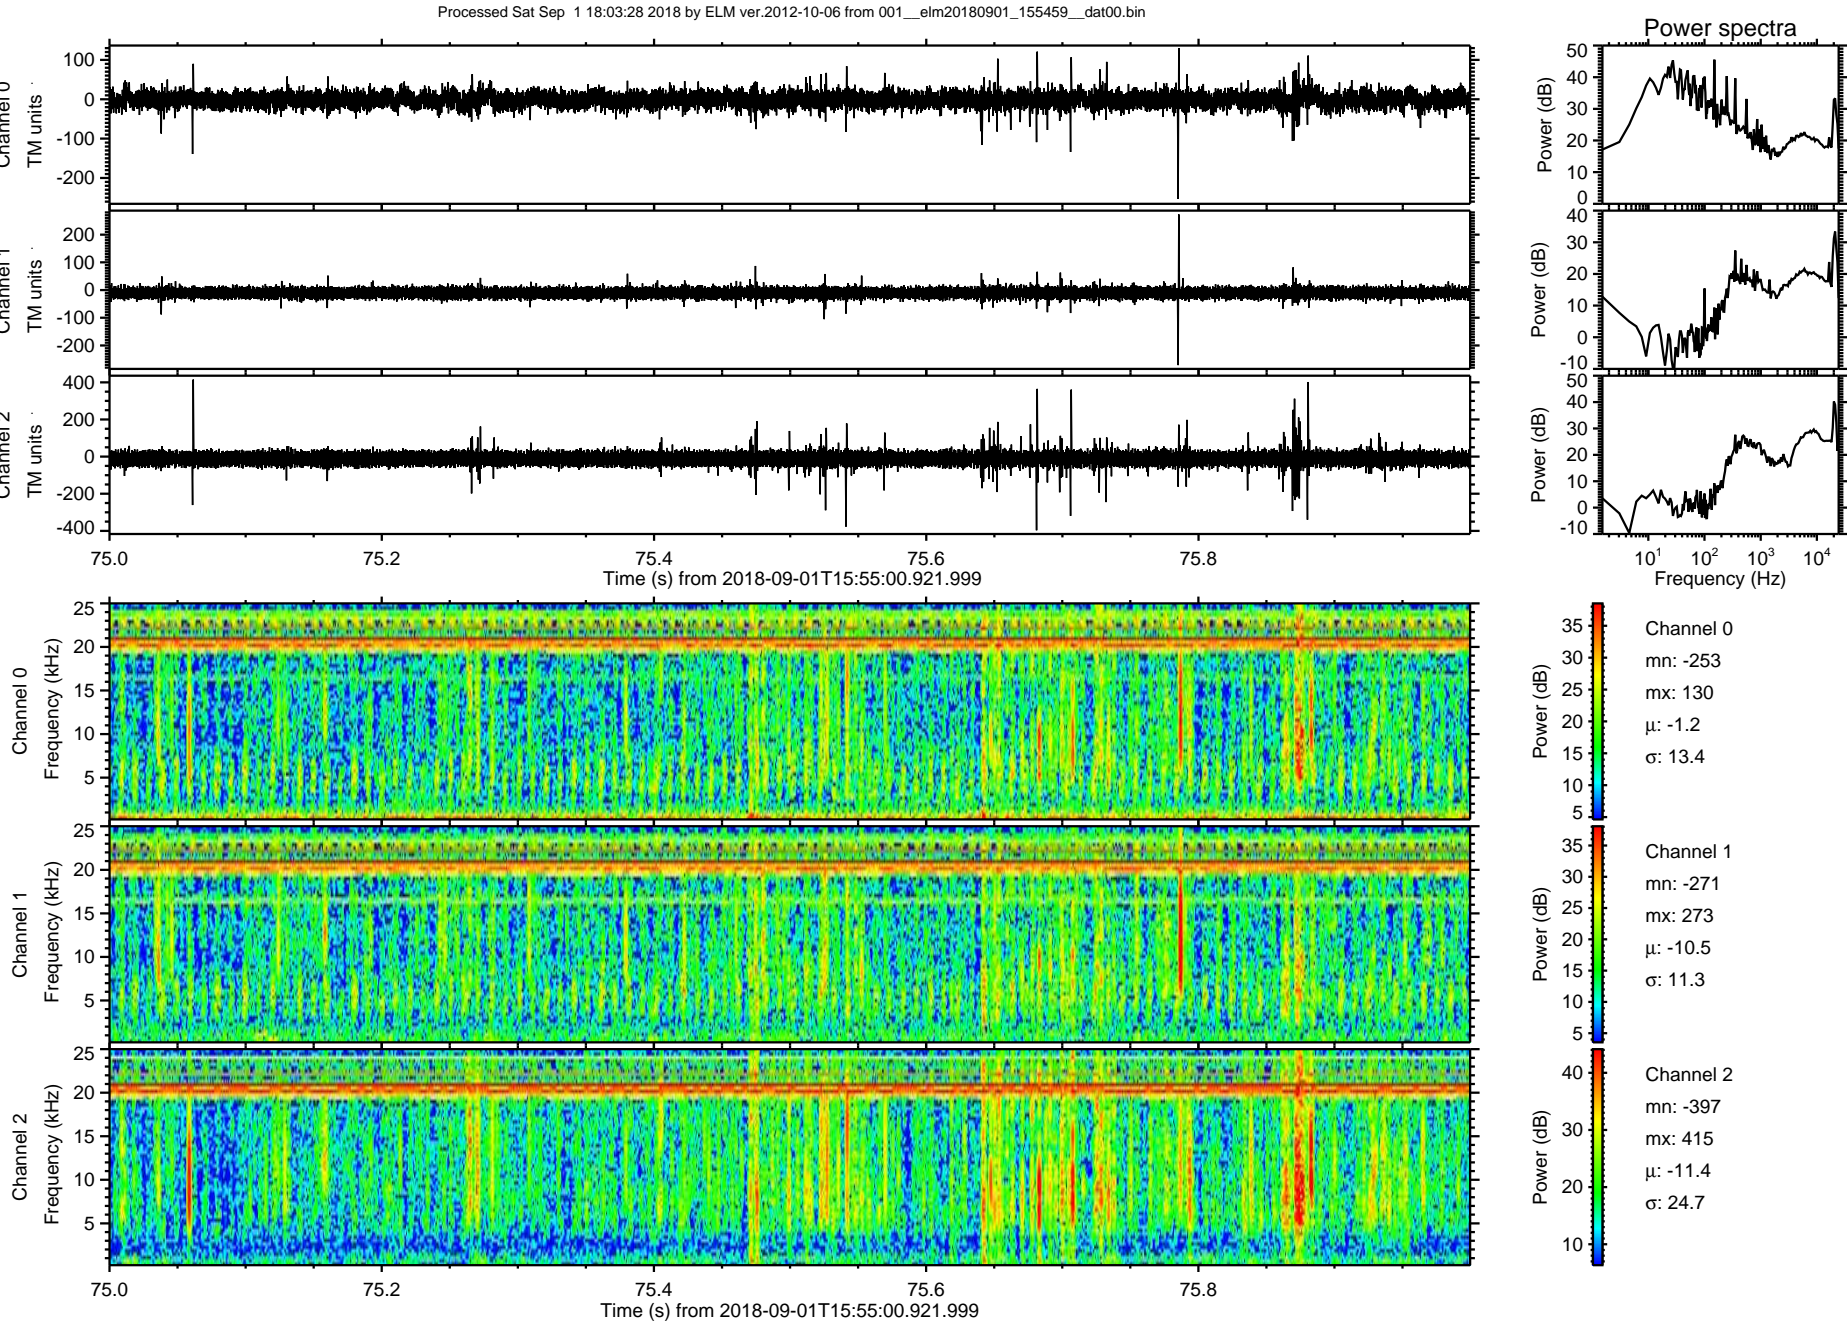 Processed Sat Sep  1 18:03:28 2018 by ELM ver.2012-10-06 from 001__elm20180901_155459__dat00.bin
Power spectra
Channel 0
TM units
100
0
-100
-200
Power (dB)
50
40
30
20
10
0
Channel 1
TM units
200
100
0
-100
-200
Power (dB)
40
30
20
10
0
-10
Channel 2
TM units
400
200
0
-200
-400
Power (dB)
50
40
30
20
10
0
-10
75.0 75.2 75.4 75.6 75.8
Time (s) from 2018-09-01T15:55:00.921.999
10¹ 10² 10³ 10⁴
Frequency (Hz)
Channel 0
Frequency (kHz)
25
20
15
10
5
Power (dB)
35
30
25
20
15
10
5
Channel 0
mn: -253
mx: 130
μ: -1.2
σ: 13.4
Channel 1
Frequency (kHz)
25
20
15
10
5
Power (dB)
35
30
25
20
15
10
5
Channel 1
mn: -271
mx: 273
μ: -10.5
σ: 11.3
Channel 2
Frequency (kHz)
25
20
15
10
5
Power (dB)
40
30
20
10
Channel 2
mn: -397
mx: 415
μ: -11.4
σ: 24.7
75.0 75.2 75.4 75.6 75.8
Time (s) from 2018-09-01T15:55:00.921.999